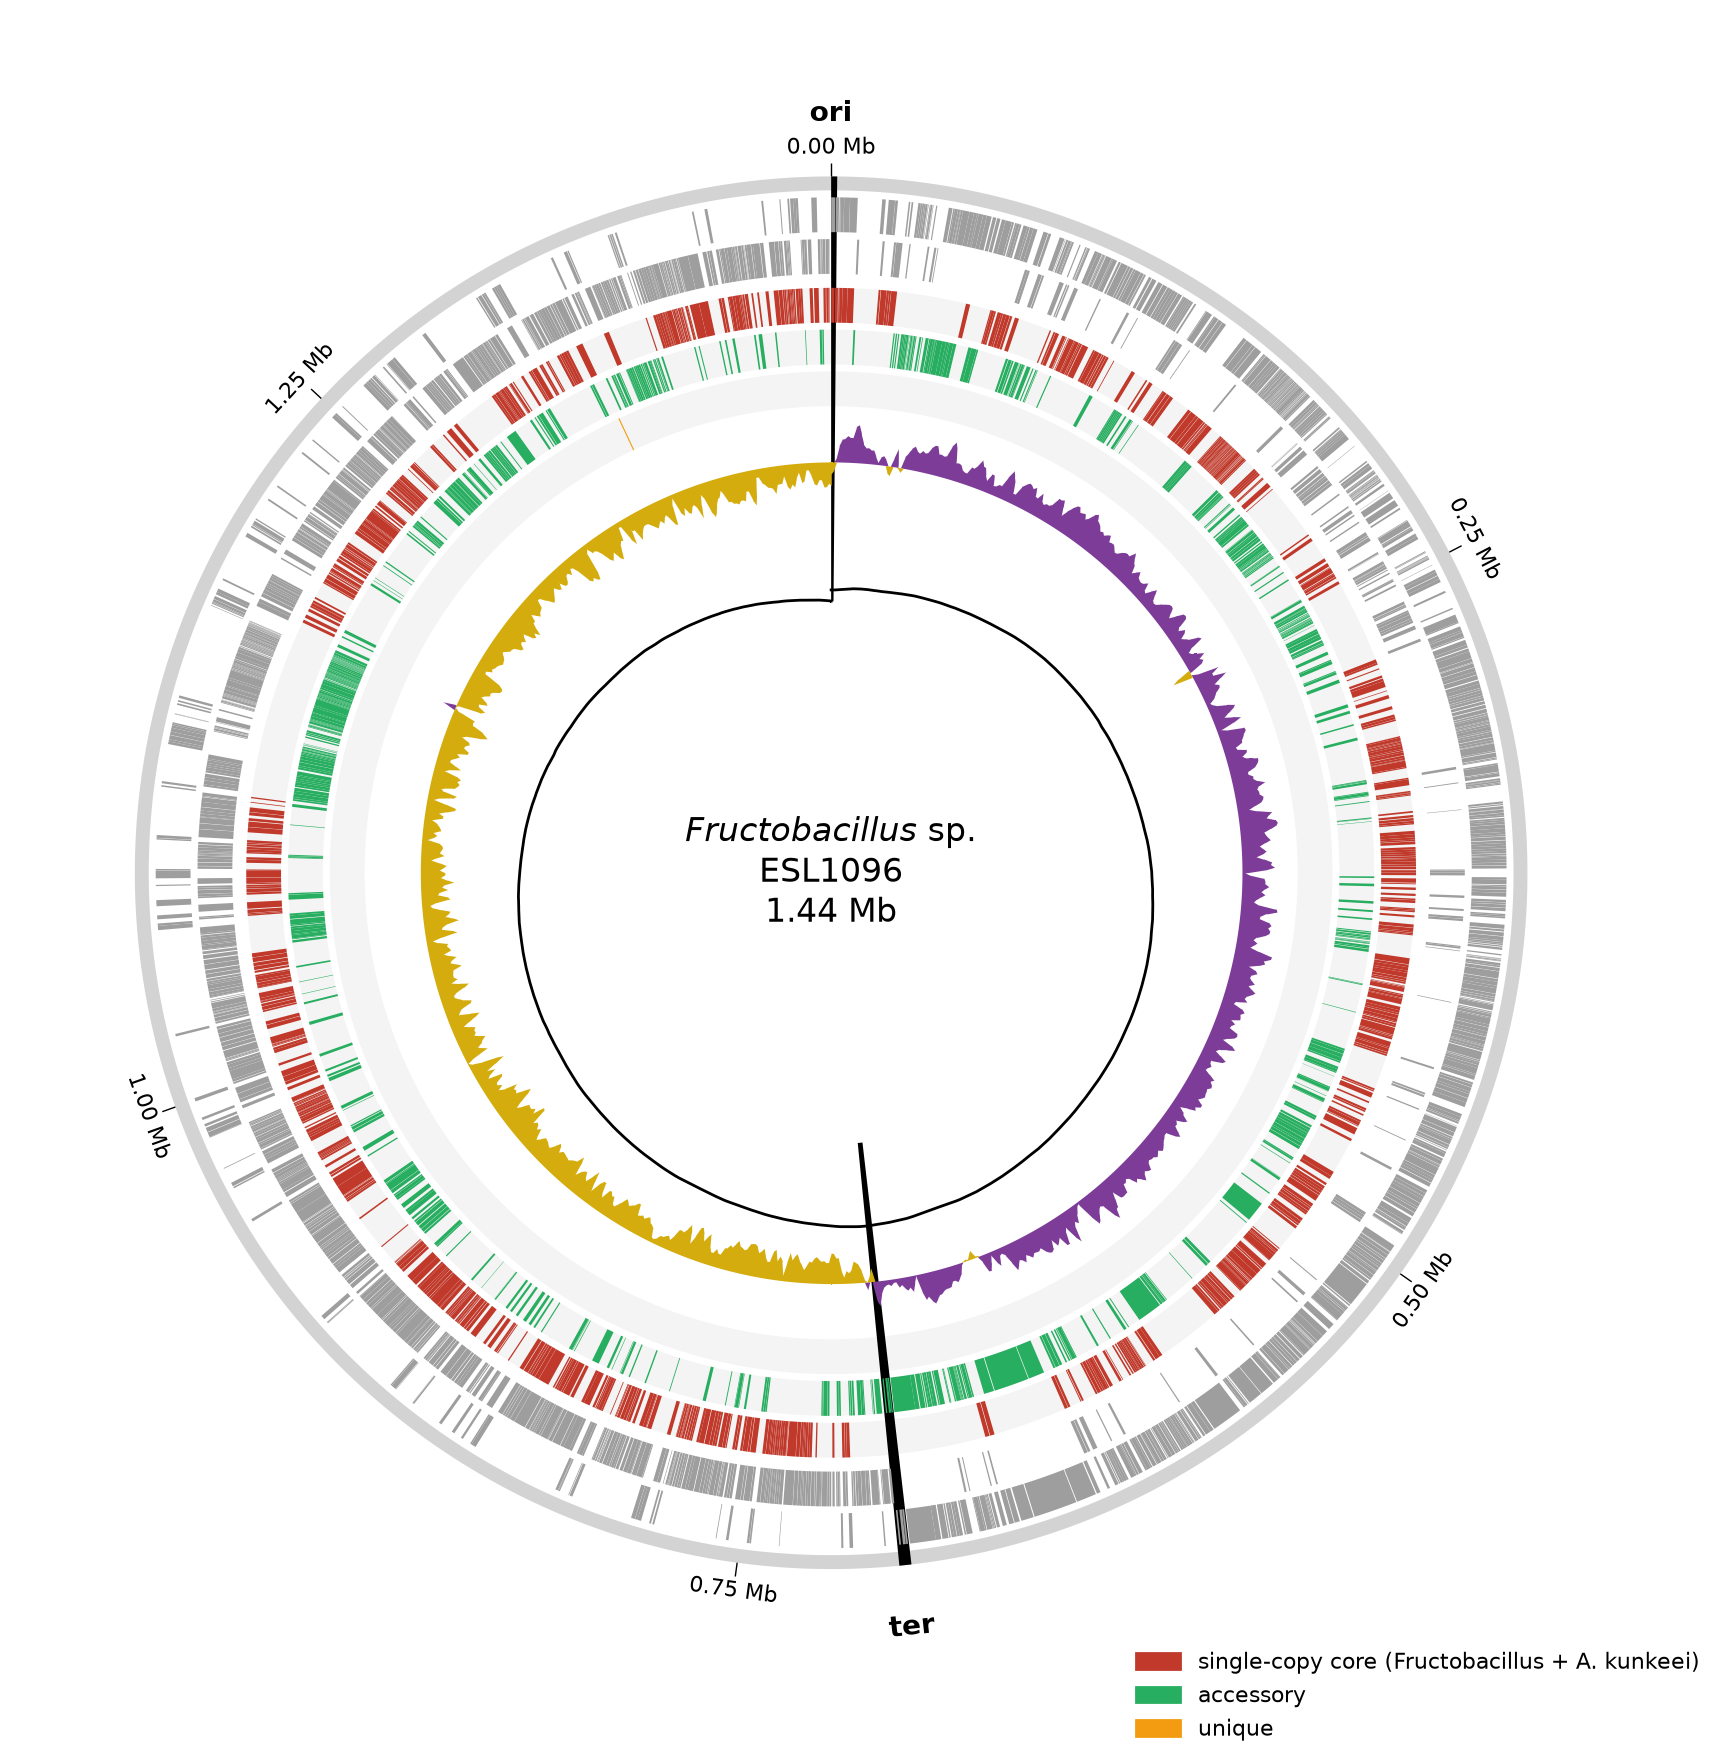 ori
0.00 Mb
0.25 Mb
0.50 Mb
ter
0.75 Mb
1.00 Mb
1.25 Mb
Fructobacillus sp.
ESL1096
1.44 Mb
single-copy core (Fructobacillus + A. kunkeei)
accessory
unique